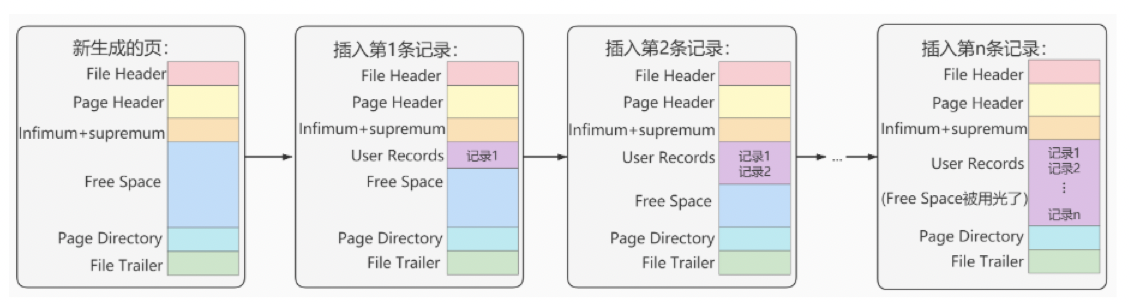 新生成的页:
File Header
Page Header
Infimum+supremum
Free Space
Page Directory
File Trailer
插入第1条记录:
File Header
Page Header
Infimum+supremum
User Records
记录1
Free Space
Page Directory
File Trailer
插入第2条记录:
File Header
Page Header
Infimum+supremum
User Records
记录1
记录2
Free Space
Page Directory
File Trailer
...
插入第n条记录:
File Header
Page Header
Infimum+supremum
User Records
记录1
记录2
⋮
(Free Space被用光了)
记录n
Page Directory
File Trailer